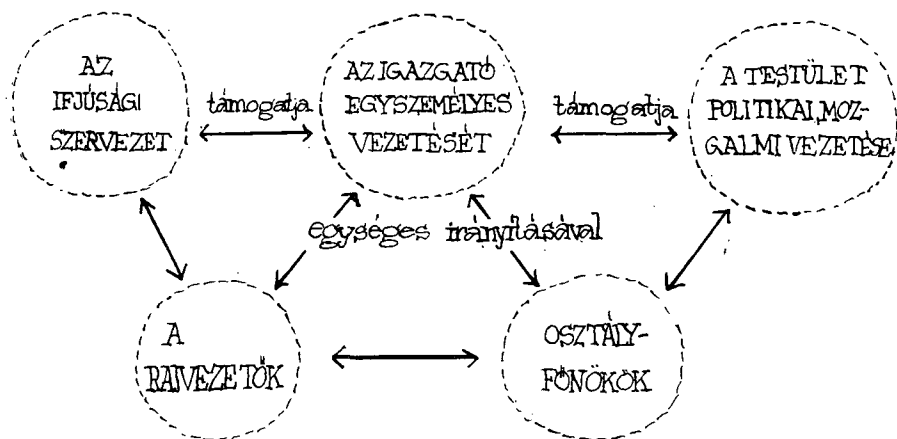 AZ
IFJÚSÁGI
SZERVEZET
támogatja
AZ IGAZGATÓ
EGYSZEMÉLYES
VEZETÉSÉT
támogatja
A TESTÜLET
POLITIKAI, MOZ-
GALMI VEZETÉSE
egységes irányításával
A
RAJVEZETŐK
OSZTÁLY-
FŐNÖKÖK